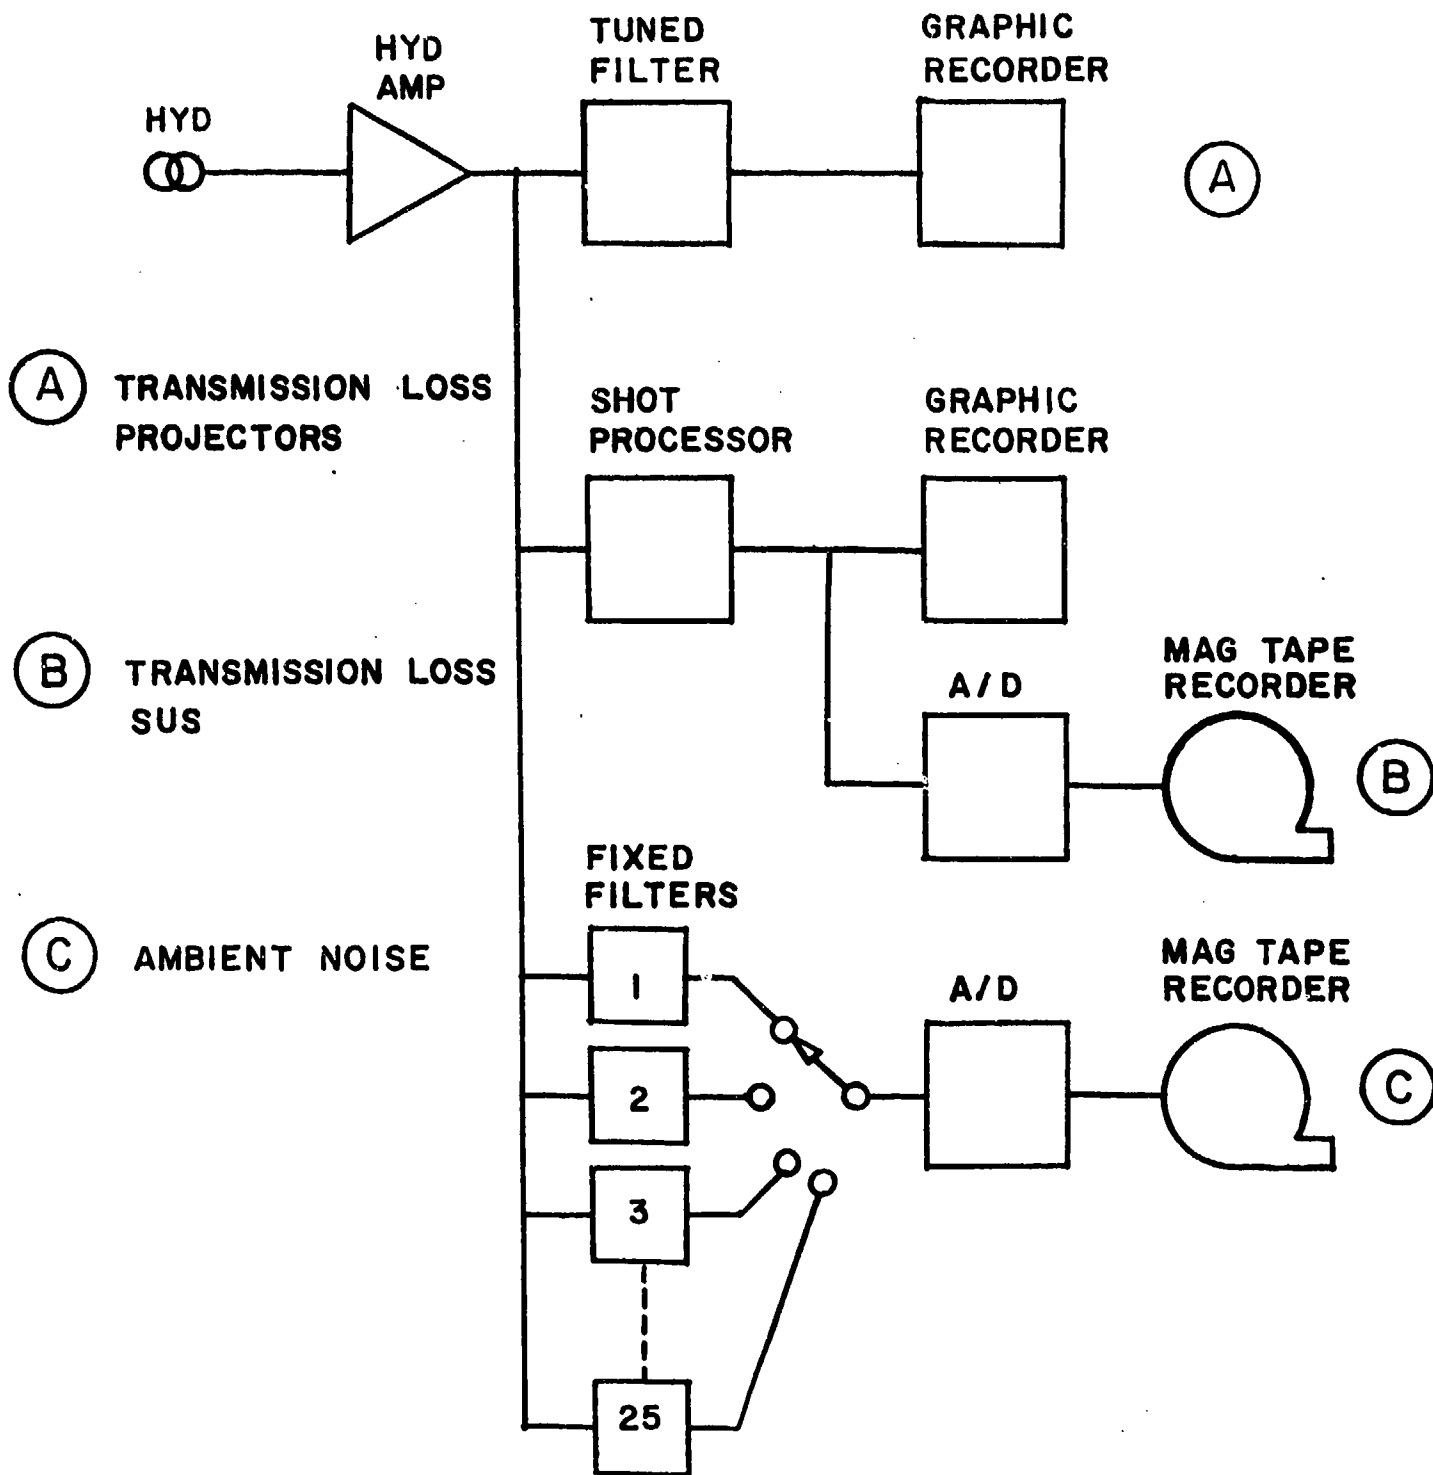 HYD
HYD
AMP
TUNED
FILTER
GRAPHIC
RECORDER
A
A
TRANSMISSION LOSS
PROJECTORS
SHOT
PROCESSOR
GRAPHIC
RECORDER
B
TRANSMISSION LOSS
SUS
A/D
MAG TAPE
RECORDER
B
FIXED
FILTERS
C
AMBIENT NOISE
1
2
3
25
A/D
MAG TAPE
RECORDER
C